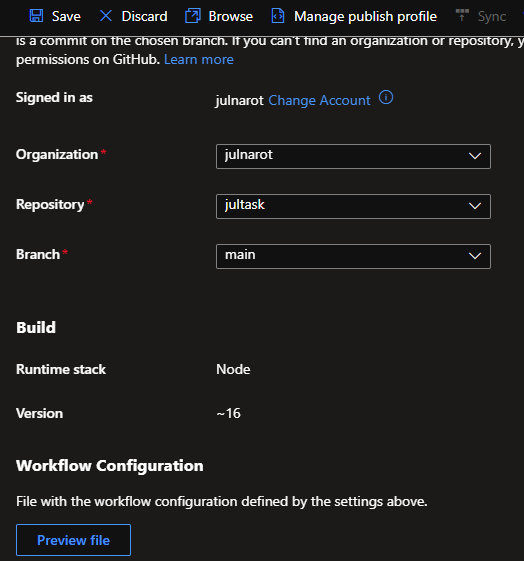 Save Discard Browse Manage publish profile Sync
is a commit on the chosen branch. If you can't find an organization or repository, y
permissions on GitHub. Learn more
Signed in as julnarot Change Account
Organization* julnarot
Repository* jultask
Branch* main
Build
Runtime stack Node
Version ~16
Workflow Configuration
File with the workflow configuration defined by the settings above.
Preview file